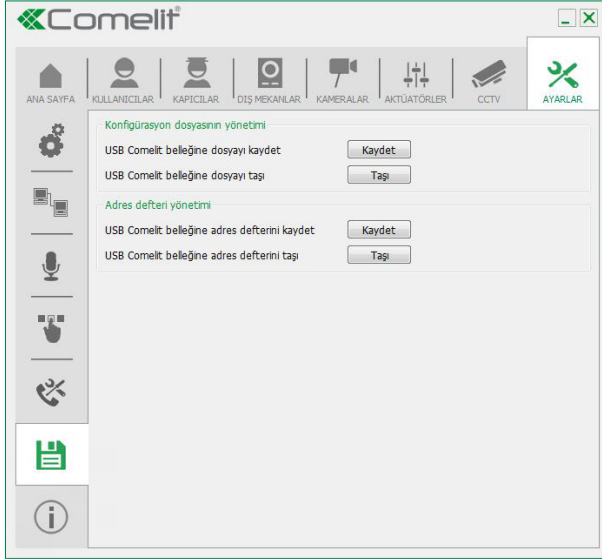 Comelit®
ANA SAYFA
KULLANICILAR
KAPICILAR
DIŞ MEKANLAR
KAMERALAR
AKTÜATÖRLER
CCTV
AYARLAR
Konfigürasyon dosyasının yönetimi
USB Comelit belleğine dosyayı kaydet
Kaydet
USB Comelit belleğine dosyayı taşı
Taşı
Adres defteri yönetimi
USB Comelit belleğine adres defterini kaydet
Kaydet
USB Comelit belleğine adres defterini taşı
Taşı